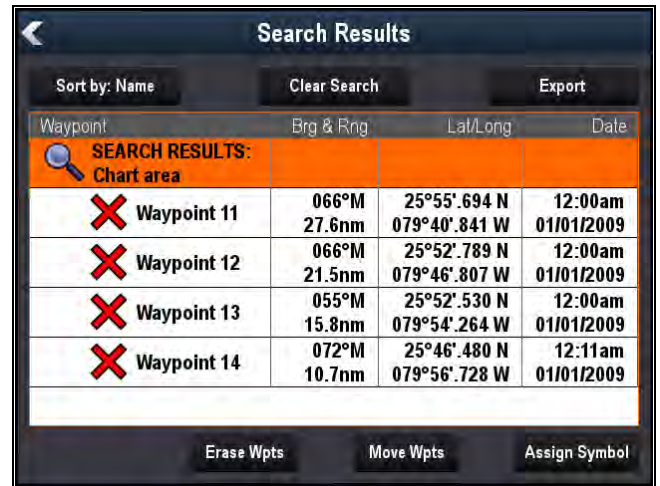 Search Results
Sort by: Name Clear Search Export
Waypoint Brg & Rng Lat/Long Date
SEARCH RESULTS:
Chart area
Waypoint 11 066°M 25°55'.694 N 12:00am
27.6nm 079°40'.841 W 01/01/2009
Waypoint 12 066°M 25°52'.789 N 12:00am
21.5nm 079°46'.807 W 01/01/2009
Waypoint 13 055°M 25°52'.530 N 12:00am
15.8nm 079°54'.264 W 01/01/2009
Waypoint 14 072°M 25°46'.480 N 12:11am
10.7nm 079°56'.728 W 01/01/2009
Erase Wpts Move Wpts Assign Symbol